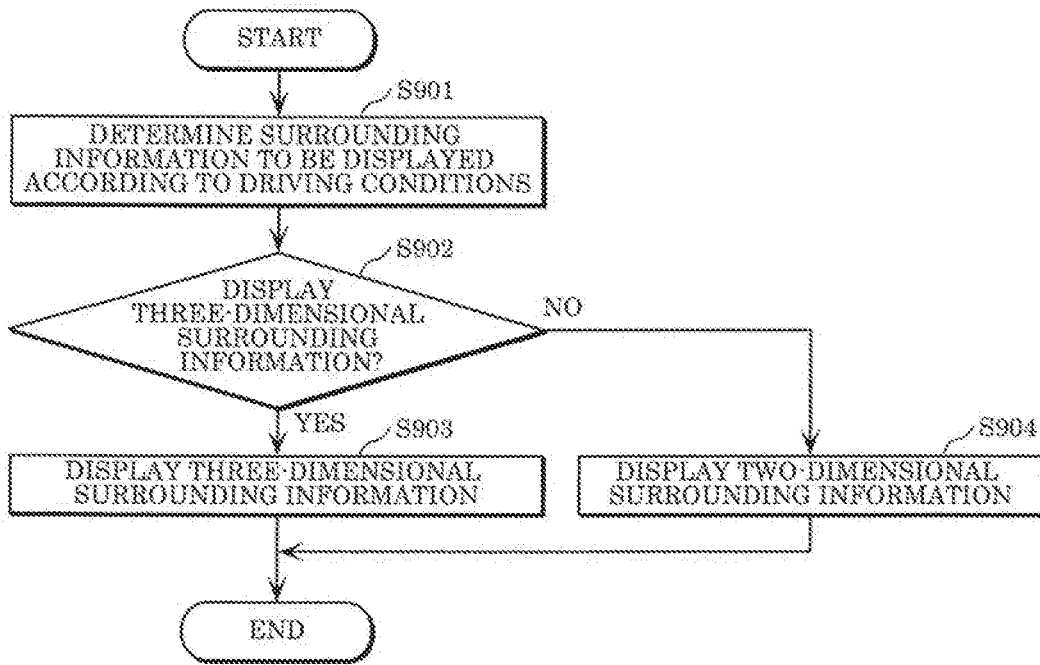 START
S901
DETERMINE SURROUNDING
INFORMATION TO BE DISPLAYED
ACCORDING TO DRIVING CONDITIONS
S902
DISPLAY
THREE-DIMENSIONAL
SURROUNDING
INFORMATION?
NO
YES
S903
DISPLAY THREE-DIMENSIONAL
SURROUNDING INFORMATION
S904
DISPLAY TWO-DIMENSIONAL
SURROUNDING INFORMATION
END